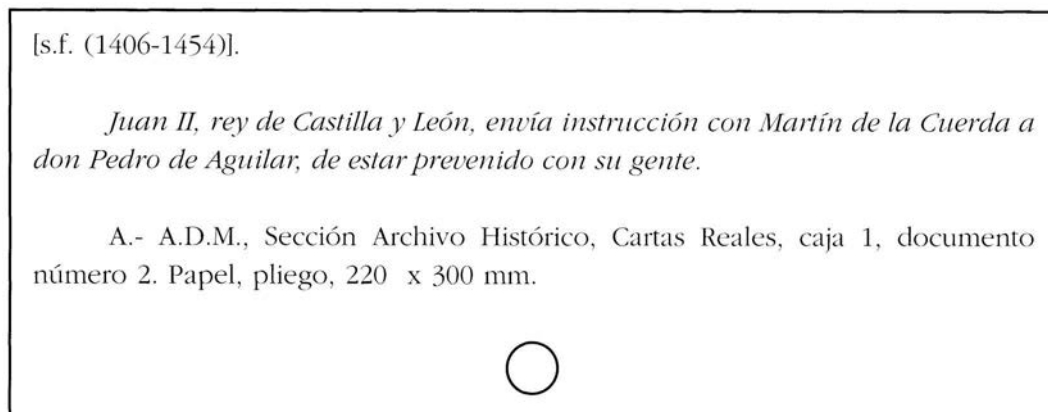 [s.f. (1406-1454)].
Juan II, rey de Castilla y León, envía instrucción con Martín de la Cuerda a
don Pedro de Aguilar, de estar prevenido con su gente.
A.- A.D.M., Sección Archivo Histórico, Cartas Reales, caja 1, documento
número 2. Papel, pliego, 220 x 300 mm.